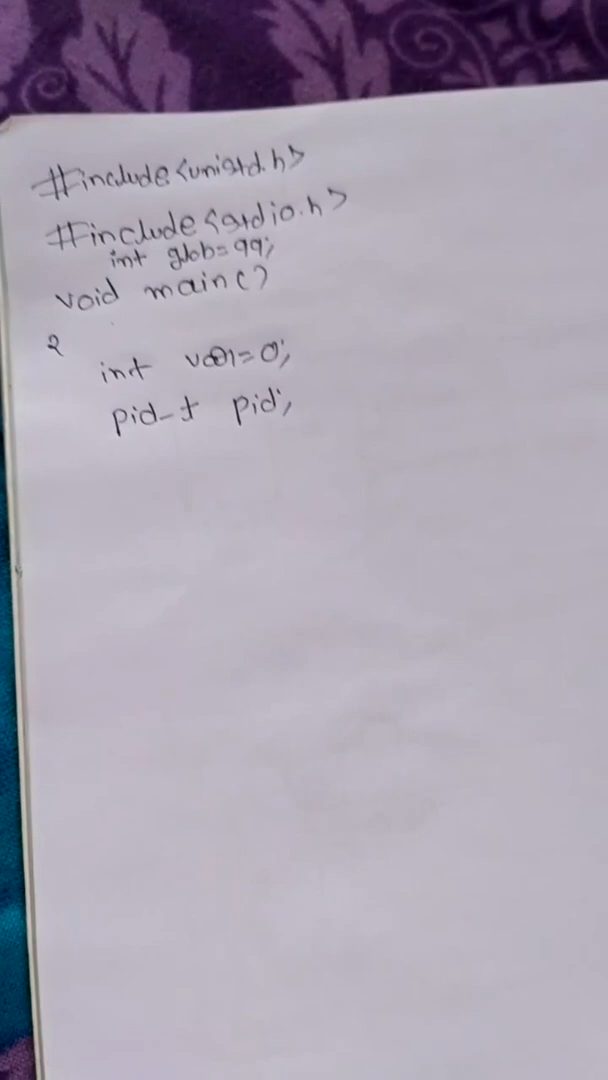 #include <unistd.h>
#include <stdio.h>
int glob=99;
void main()
{
int var=0;
pid_t pid;